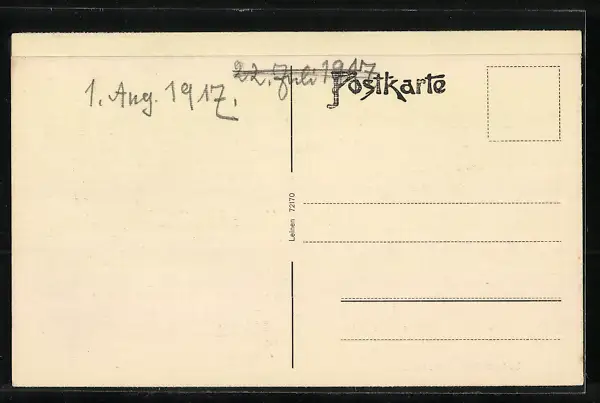 22. Juli 1917
1. Aug. 1917.
Postkarte
Leinen 72170